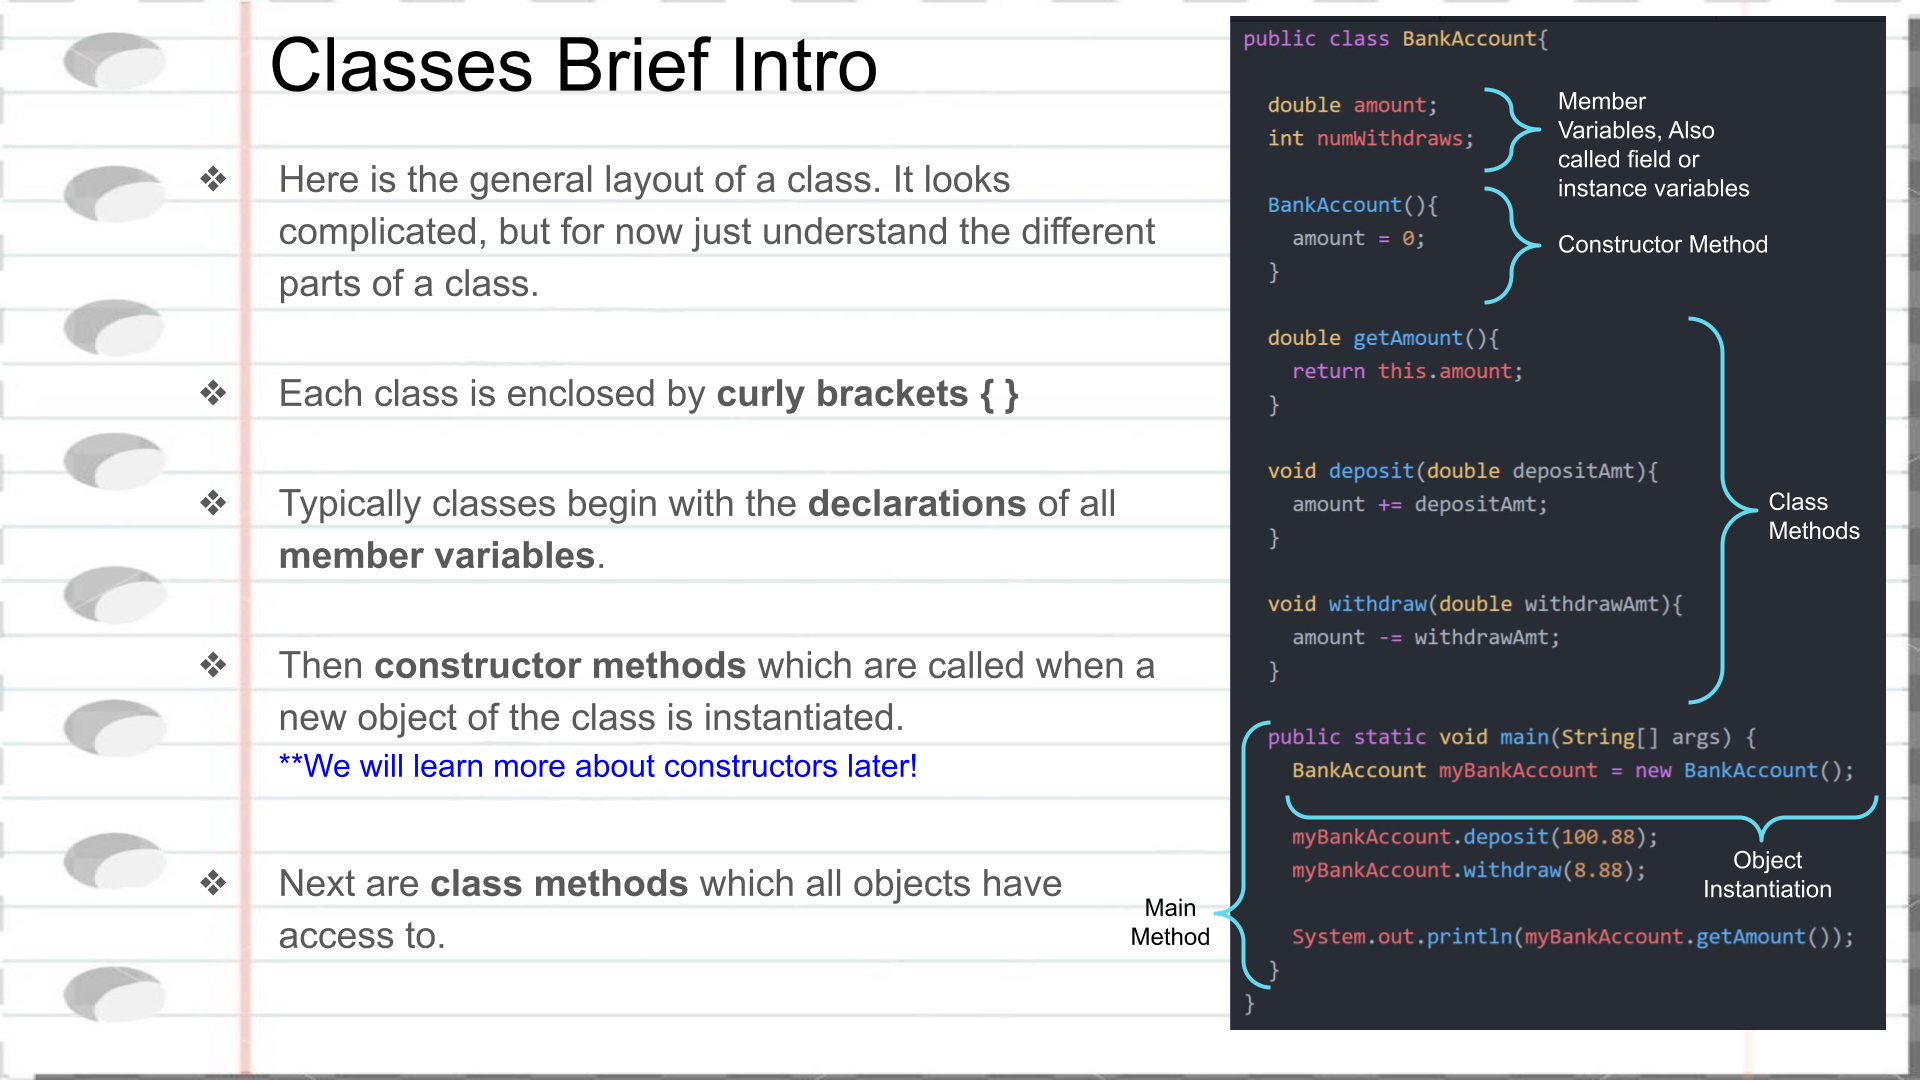 Classes Brief Intro
❖ Here is the general layout of a class. It looks
complicated, but for now just understand the different
parts of a class.
❖ Each class is enclosed by curly brackets { }
❖ Typically classes begin with the declarations of all
member variables.
❖ Then constructor methods which are called when a
new object of the class is instantiated.
**We will learn more about constructors later!
❖ Next are class methods which all objects have
access to.
public class BankAccount{
double amount;
int numWithdraws;
Member
Variables, Also
called field or
instance variables
BankAccount(){
amount = 0;
}
Constructor Method
double getAmount(){
return this.amount;
}
void deposit(double depositAmt){
amount += depositAmt;
}
void withdraw(double withdrawAmt){
amount -= withdrawAmt;
}
Class
Methods
public static void main(String[] args) {
BankAccount myBankAccount = new BankAccount();
myBankAccount.deposit(100.88);
myBankAccount.withdraw(8.88);
Object
Instantiation
System.out.println(myBankAccount.getAmount());
}
}
Main
Method